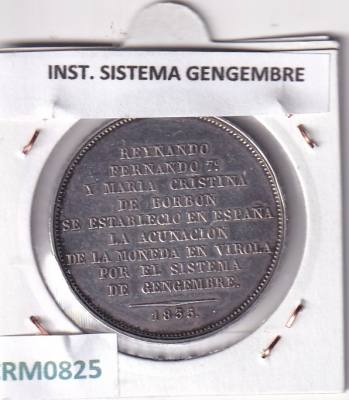 INST. SISTEMA GENGEMBRE
REYNANDO
FERNANDO 7º.
Y MARIA CRISTINA
DE BORBON
SE ESTABLECIO EN ESPAÑA
LA ACUÑACION
DE LA MONEDA EN VIROLA
POR EL SISTEMA
DE GENGEMBRE.
1833.
CRM0825